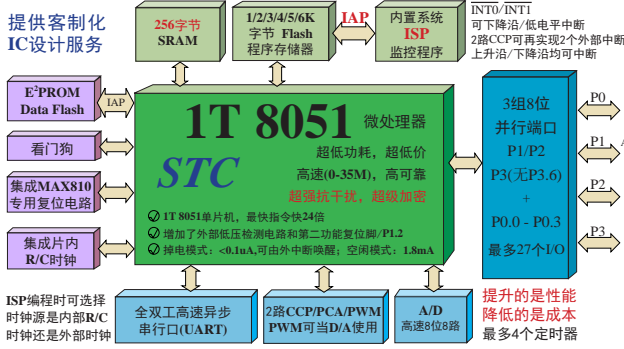 提供客制化
IC设计服务
256字节
SRAM
1/2/3/4/5/6K
字节 Flash
程序存储器
IAP
内置系统
ISP
监控程序
INT0/INT1
可下降沿/低电平中断
2路CCP可再实现2个外部中断
上升沿/下降沿均可中断
E²PROM
Data Flash
IAP
看门狗
集成MAX810
专用复位电路
集成片内
R/C时钟
1T 8051 微处理器
STC
超低功耗，超低价
高速(0-35M)，高可靠
超强抗干扰，超级加密
1T 8051单片机，最快指令快24倍
增加了外部低压检测电路和第二功能复位脚/P1.2
掉电模式：<0.1uA,可由外中断唤醒；空闲模式：1.8mA
3组8位
并行端口
P1/P2
P3(无P3.6)
+
P0.0 - P0.3
最多27个I/O
P0
P1
P2
P3
ISP编程时可选择
时钟源是内部R/C
时钟还是外部时钟
全双工高速异步
串行口(UART)
2路CCP/PCA/PWM
PWM可当D/A使用
A/D
高速8位8路
提升的是性能
降低的是成本
最多4个定时器